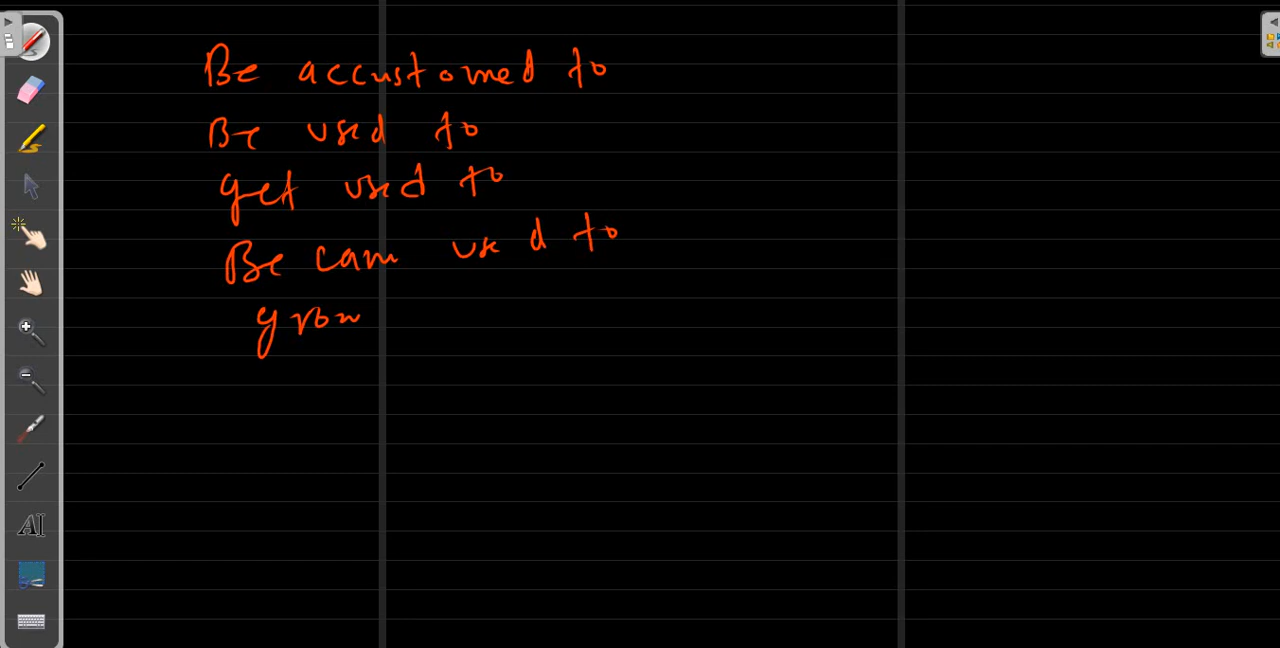 Be accustomed to
Be used to
get used to
Be cam used to
grow